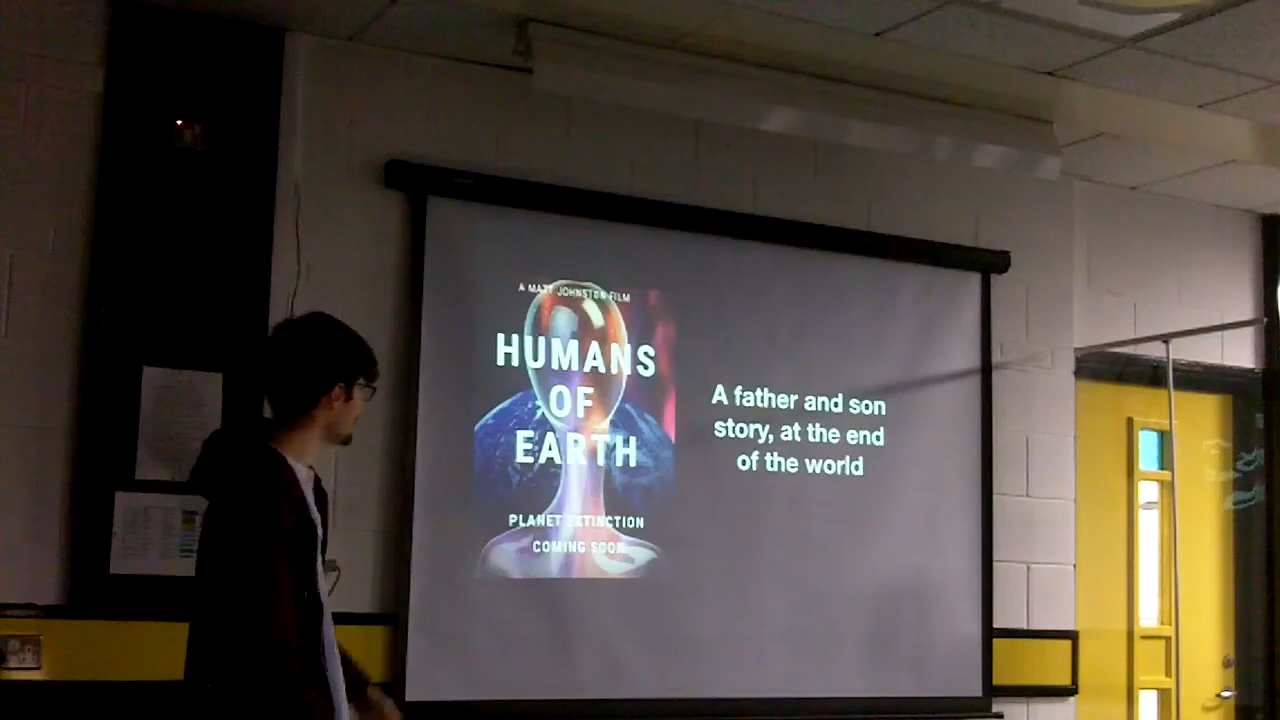 A MATT JOHNSTON FILM
HUMANS
OF
EARTH
PLANET EXTINCTION
COMING SOON
A father and son
story, at the end
of the world